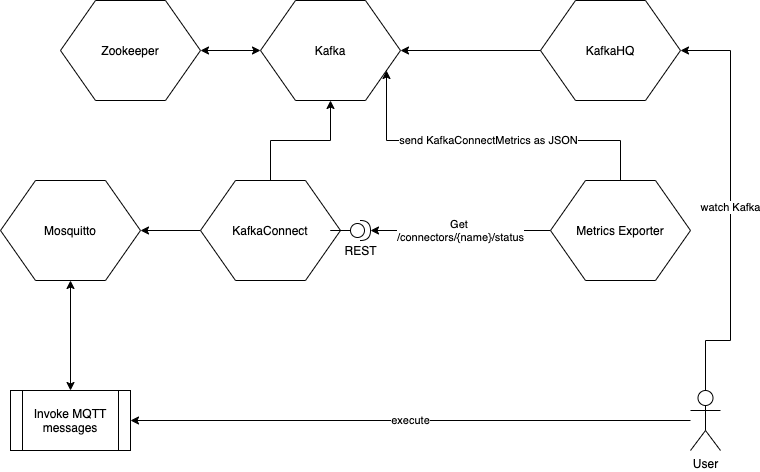 Zookeeper
Kafka
KafkaHQ
send KafkaConnectMetrics as JSON
watch Kafka
Mosquitto
KafkaConnect
REST
Get
/connectors/{name}/status
Metrics Exporter
Invoke MQTT
messages
execute
User